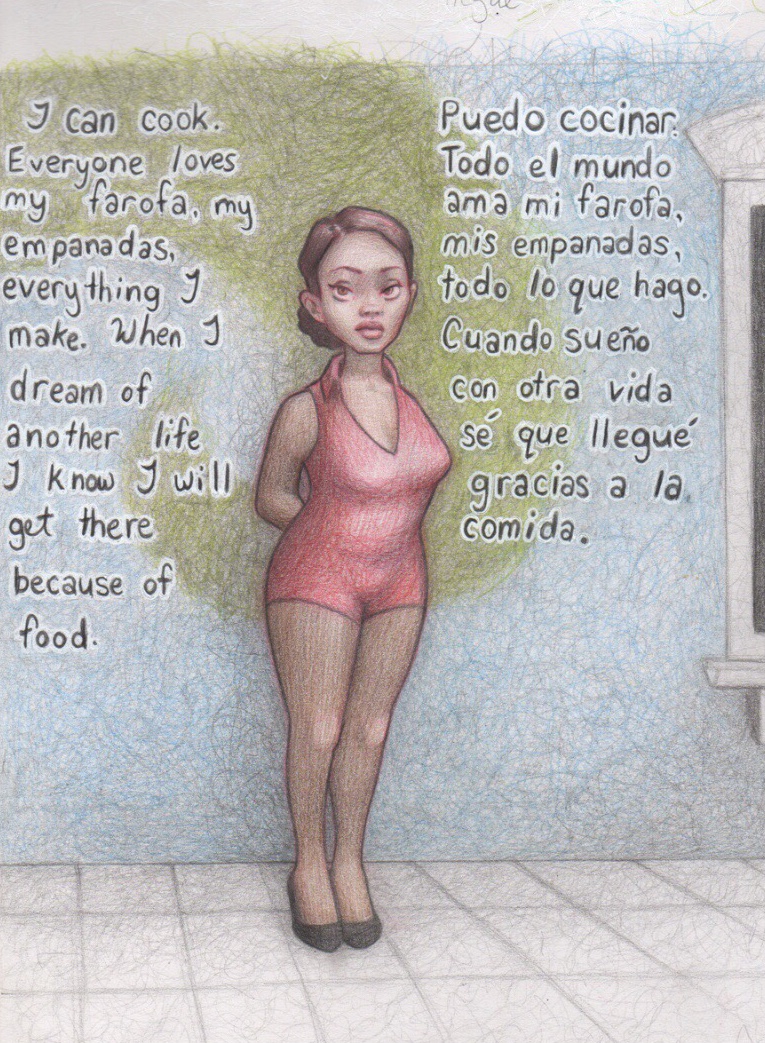 I can cook.
Everyone loves
my farofa, my
empanadas,
everything I
make. When I
dream of
another life
I know I will
get there
because of
food.
Puedo cocinar.
Todo el mundo
ama mi farofa,
mis empanadas,
todo lo que hago.
Cuando sueño
con otra vida
sé que llegué
gracias a la
comida.